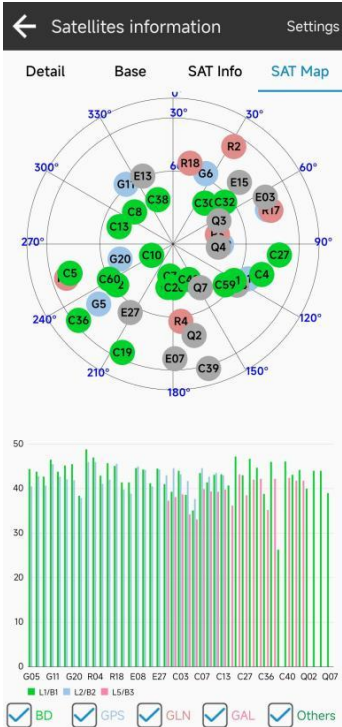 Satellites information Settings
Detail Base SAT Info SAT Map
0°
330° 30°
30°
R2
R18
300° 60°
G6
E13
G11
E15
E03
C38 C32
R17
C8
Q3
C13
270° Q4 90°
C10 C27
G20
C5 C4
C60 C59
Q7
G5
E27
240° C36 R4 120°
Q2
C19 E07
C39
210° 150°
180°
50
40
30
20
10
0
G05 G11 G20 R04 R18 E08 E27 C03 C07 C13 C27 C36 C40 Q02 Q07
L1/B1 L2/B2 L5/B3
BD GPS GLN GAL Others